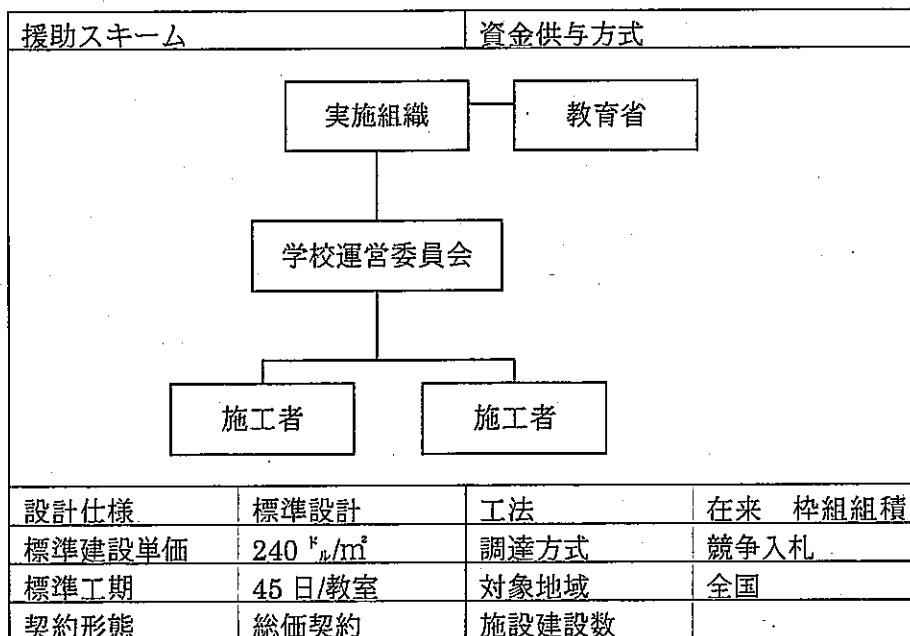 援助スキーム 資金供与方式
実施組織 教育省
学校運営委員会
施工者 施工者
設計仕様 標準設計 工法 在来 枠組組積
標準建設単価 240 ㌦/㎡ 調達方式 競争入札
標準工期 45 日/教室 対象地域 全国
契約形態 総価契約 施設建設数